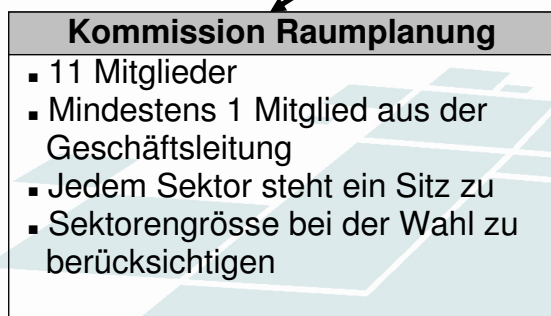 Kommission Raumplanung
▪ 11 Mitglieder
▪ Mindestens 1 Mitglied aus der
Geschäftsleitung
▪ Jedem Sektor steht ein Sitz zu
▪ Sektorengrösse bei der Wahl zu
berücksichtigen